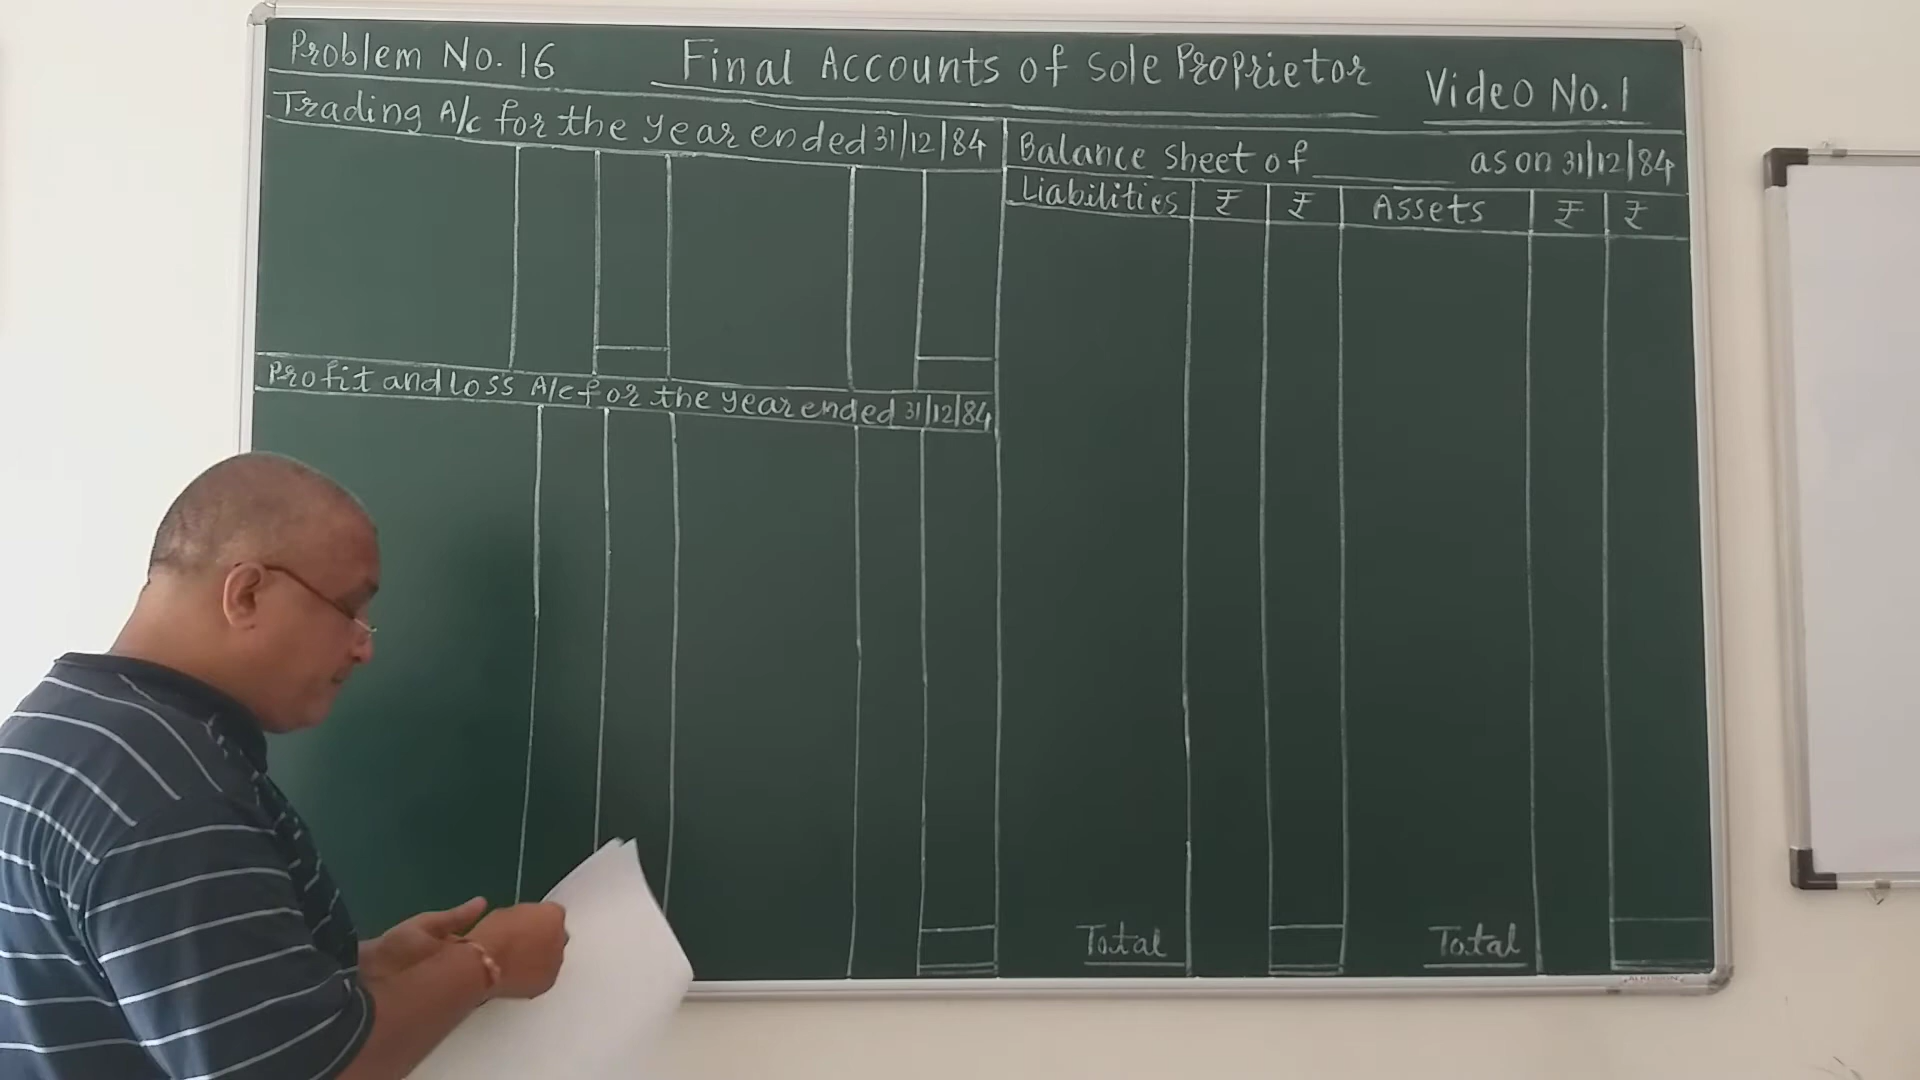 Problem No. 16
Final Accounts of Sole Proprietor
Video No. 1
Trading A/c for the year ended 31/12/84
Profit and Loss A/c for the year ended 31/12/84
Balance sheet of ______ as on 31/12/84
Liabilities ₹ ₹ Assets ₹ ₹
Total Total